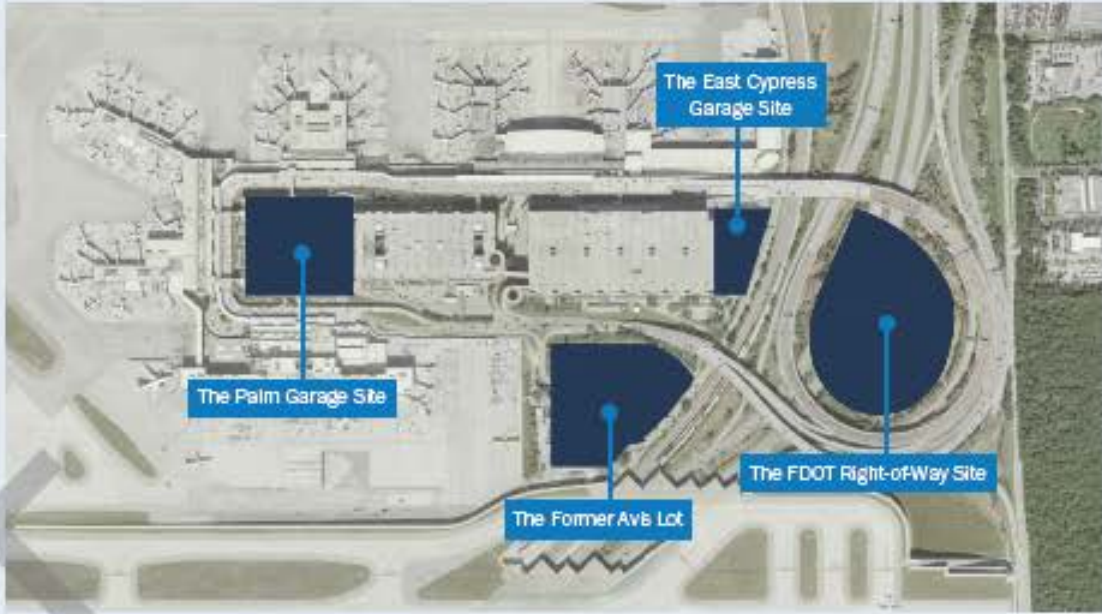 The East Cypress
Garage Site
The Palm Garage Site
The FDOT Right-of-Way Site
The Former Avis Lot